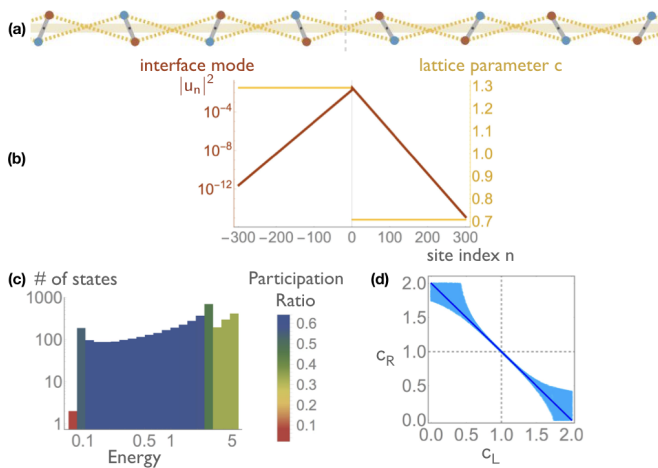 (a)
interface mode
lattice parameter c
|u_n|^2
10^-4
10^-8
10^-12
1.3
1.2
1.1
1.0
0.9
0.8
0.7
(b)
-300 -200 -100 0 100 200 300
site index n
(c)
# of states
1000
100
10
1
0.1 0.5 1 5
Energy
Participation
Ratio
0.6
0.5
0.4
0.3
0.2
0.1
(d)
2.0
1.5
c_R
1.0
0.5
0.0
0.0 0.5 1.0 1.5 2.0
c_L